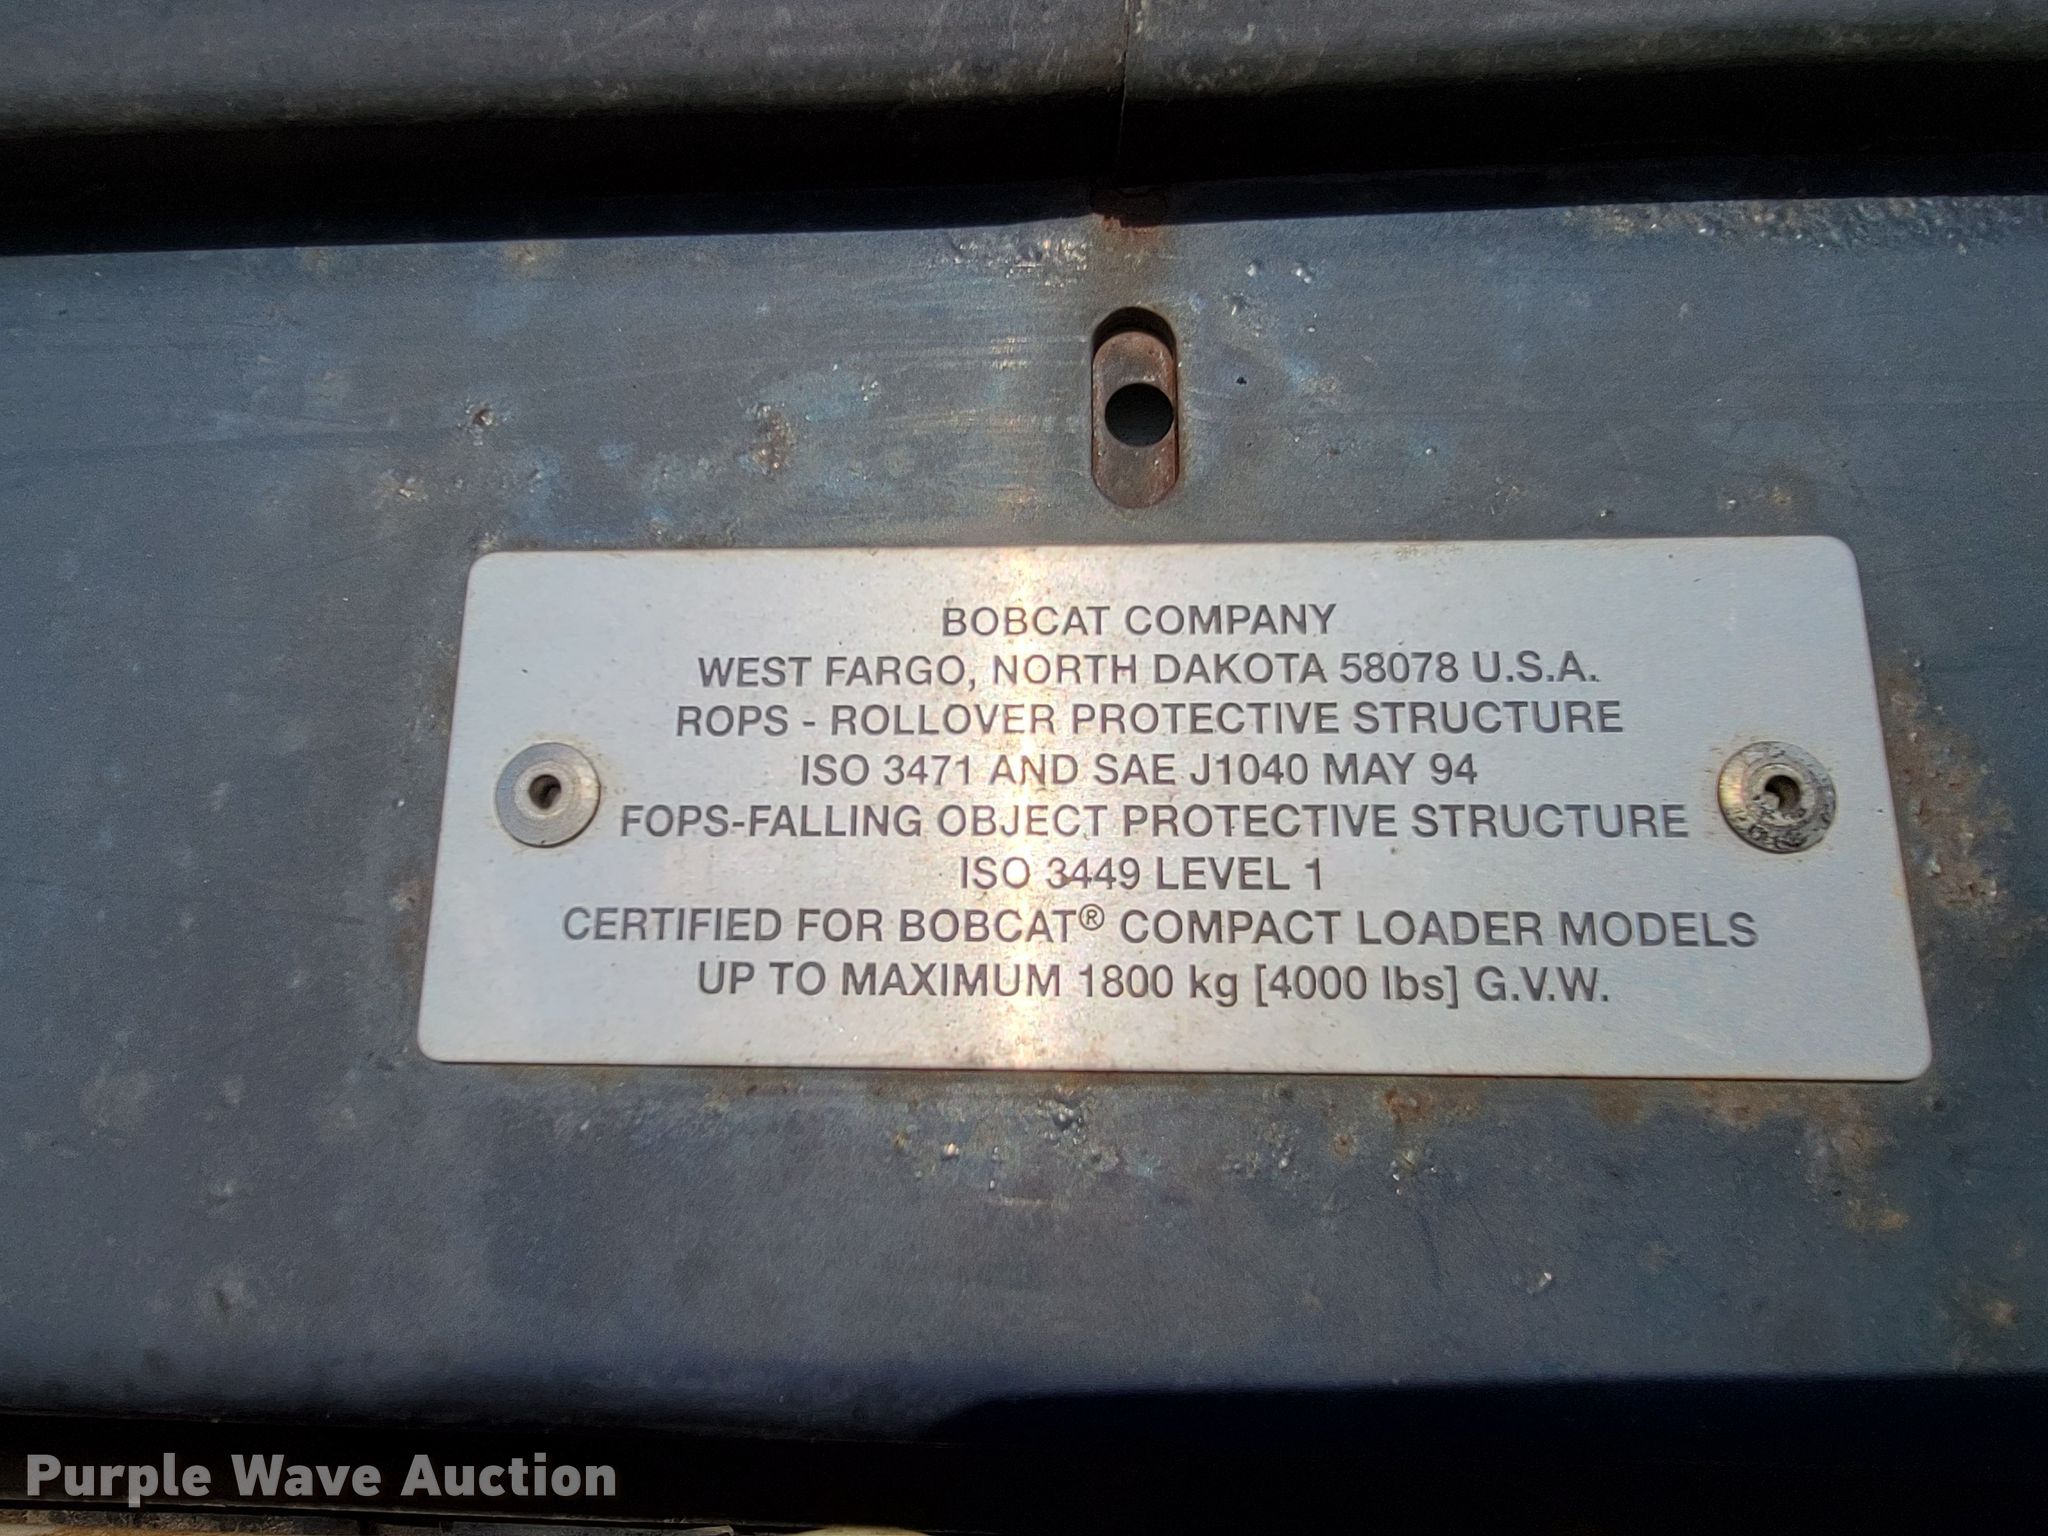 BOBCAT COMPANY
WEST FARGO, NORTH DAKOTA 58078 U.S.A.
ROPS - ROLLOVER PROTECTIVE STRUCTURE
ISO 3471 AND SAE J1040 MAY 94
FOPS-FALLING OBJECT PROTECTIVE STRUCTURE
ISO 3449 LEVEL 1
CERTIFIED FOR BOBCAT® COMPACT LOADER MODELS
UP TO MAXIMUM 1800 kg [4000 lbs] G.V.W.
Purple Wave Auction